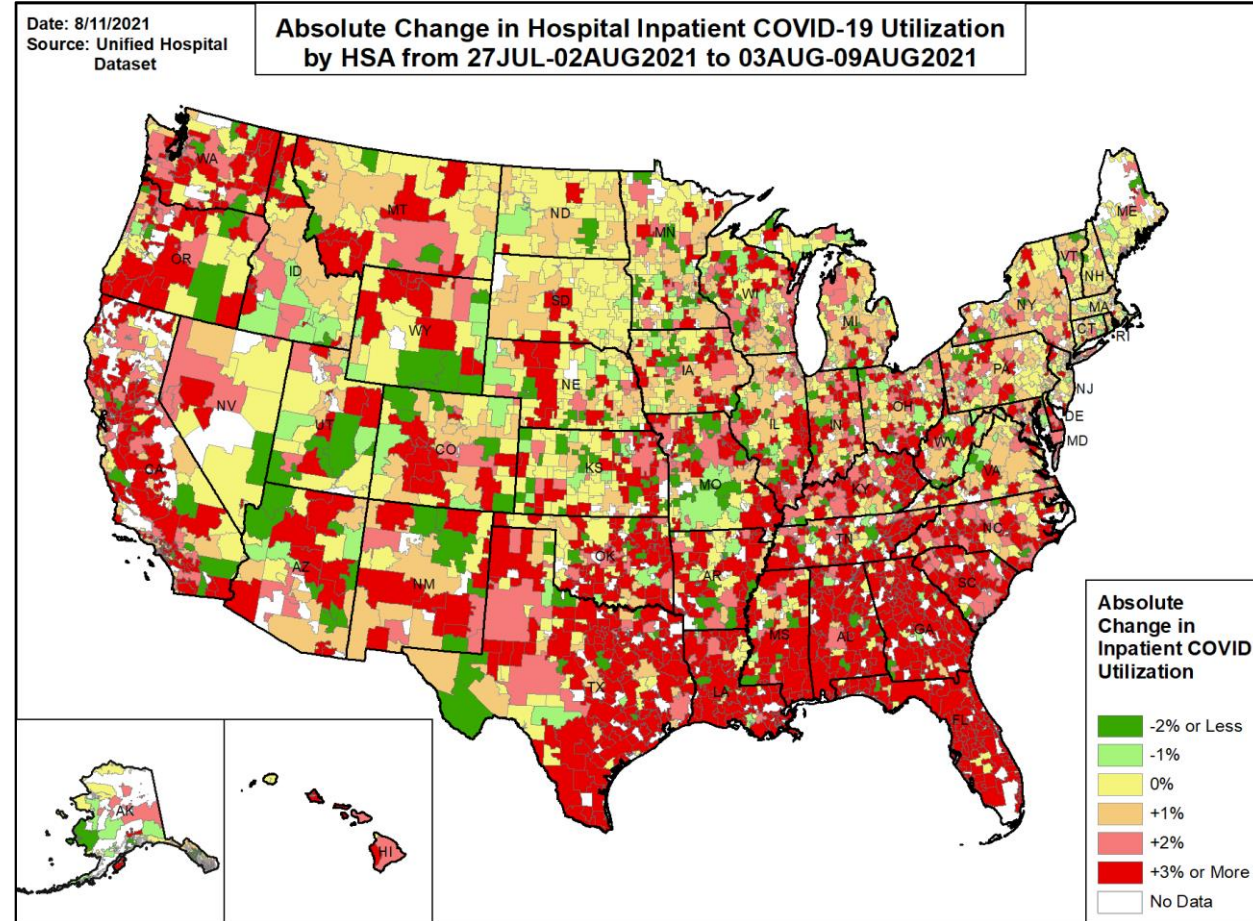 Date: 8/11/2021
Source: Unified Hospital
Dataset
Absolute Change in Hospital Inpatient COVID-19 Utilization
by HSA from 27JUL-02AUG2021 to 03AUG-09AUG2021
WA
MT
ND
MN
ME
OR
ID
SD
WI
VT
NH
NY
MA
CT
RI
WY
MI
NE
IA
PA
NJ
NV
UT
CO
IL
IN
OH
DE
MD
WV
VA
CA
KS
MO
KY
NC
TN
AZ
NM
OK
AR
SC
MS
AL
GA
TX
LA
FL
AK
HI
Absolute
Change in
Inpatient COVID
Utilization
-2% or Less
-1%
0%
+1%
+2%
+3% or More
No Data